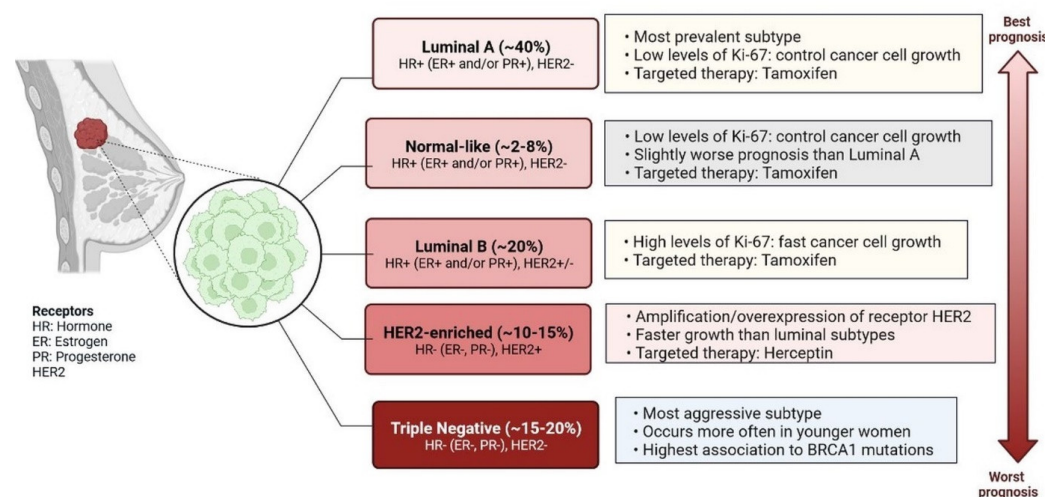 Best
prognosis
Luminal A (~40%)
HR+ (ER+ and/or PR+), HER2-
• Most prevalent subtype
• Low levels of Ki-67: control cancer cell growth
• Targeted therapy: Tamoxifen
Normal-like (~2-8%)
HR+ (ER+ and/or PR+), HER2-
• Low levels of Ki-67: control cancer cell growth
• Slightly worse prognosis than Luminal A
• Targeted therapy: Tamoxifen
Luminal B (~20%)
HR+ (ER+ and/or PR+), HER2+/-
• High levels of Ki-67: fast cancer cell growth
• Targeted therapy: Tamoxifen
Receptors
HR: Hormone
ER: Estrogen
PR: Progesterone
HER2
HER2-enriched (~10-15%)
HR- (ER-, PR-), HER2+
• Amplification/overexpression of receptor HER2
• Faster growth than luminal subtypes
• Targeted therapy: Herceptin
Triple Negative (~15-20%)
HR- (ER-, PR-), HER2-
• Most aggressive subtype
• Occurs more often in younger women
• Highest association to BRCA1 mutations
Worst
prognosis